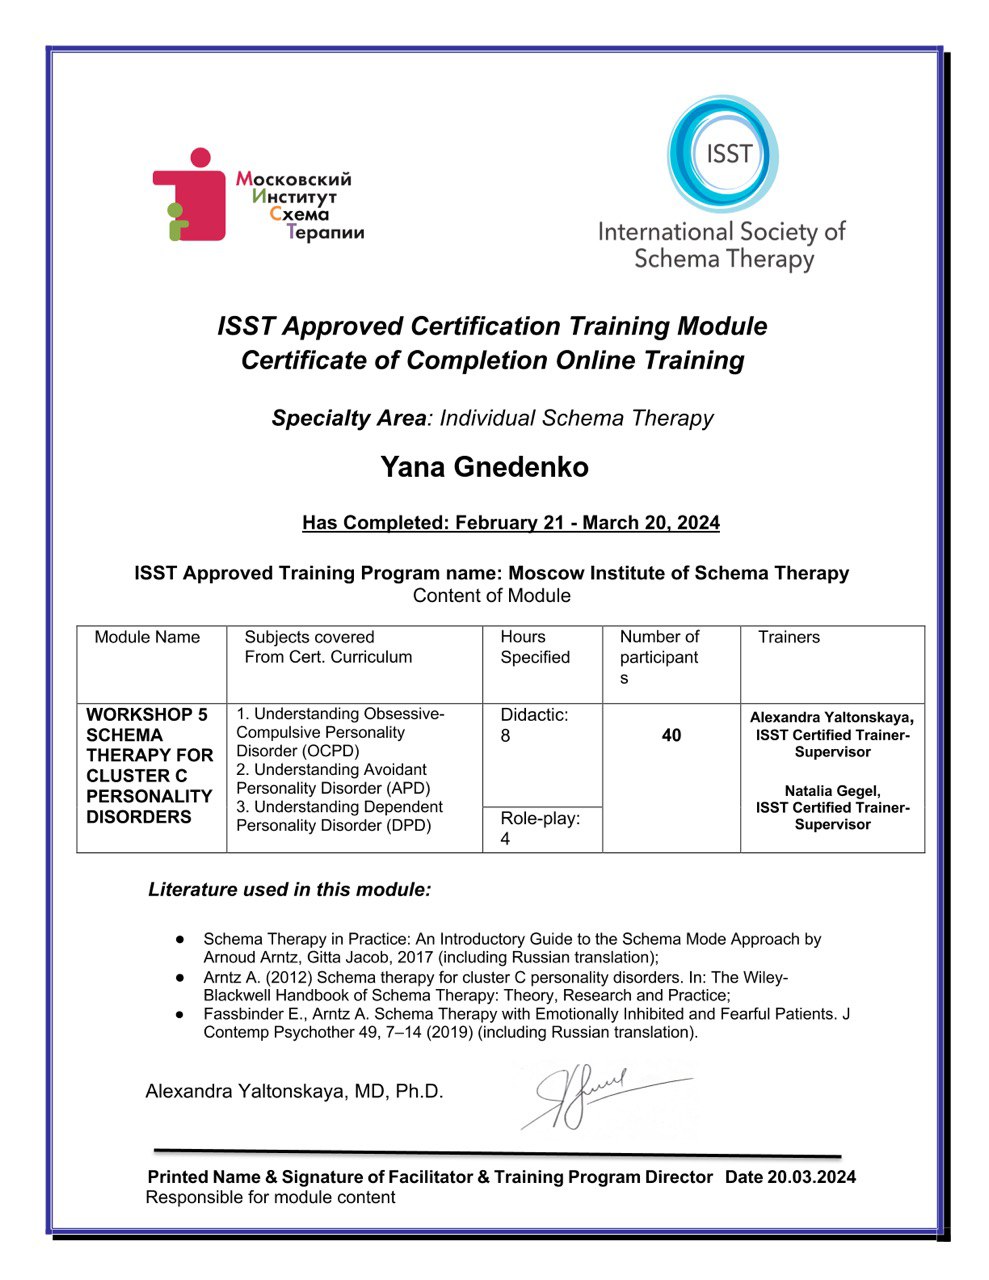 Московский
Институт
Схема
Терапии
ISST
International Society of
Schema Therapy
ISST Approved Certification Training Module
Certificate of Completion Online Training
Specialty Area: Individual Schema Therapy
Yana Gnedenko
Has Completed: February 21 - March 20, 2024
ISST Approved Training Program name: Moscow Institute of Schema Therapy
Content of Module
Module Name
Subjects covered
From Cert. Curriculum
Hours
Specified
Number of
participant
s
Trainers
WORKSHOP 5
SCHEMA
THERAPY FOR
CLUSTER C
PERSONALITY
DISORDERS
1. Understanding Obsessive-
Compulsive Personality
Disorder (OCPD)
2. Understanding Avoidant
Personality Disorder (APD)
3. Understanding Dependent
Personality Disorder (DPD)
Didactic:
8
Role-play:
4
40
Alexandra Yaltonskaya,
ISST Certified Trainer-
Supervisor
Natalia Gegel,
ISST Certified Trainer-
Supervisor
Literature used in this module:
● Schema Therapy in Practice: An Introductory Guide to the Schema Mode Approach by
Arnoud Arntz, Gitta Jacob, 2017 (including Russian translation);
● Arntz A. (2012) Schema therapy for cluster C personality disorders. In: The Wiley-
Blackwell Handbook of Schema Therapy: Theory, Research and Practice;
● Fassbinder E., Arntz A. Schema Therapy with Emotionally Inhibited and Fearful Patients. J
Contemp Psychother 49, 7–14 (2019) (including Russian translation).
Alexandra Yaltonskaya, MD, Ph.D.
Printed Name & Signature of Facilitator & Training Program Director Date 20.03.2024
Responsible for module content